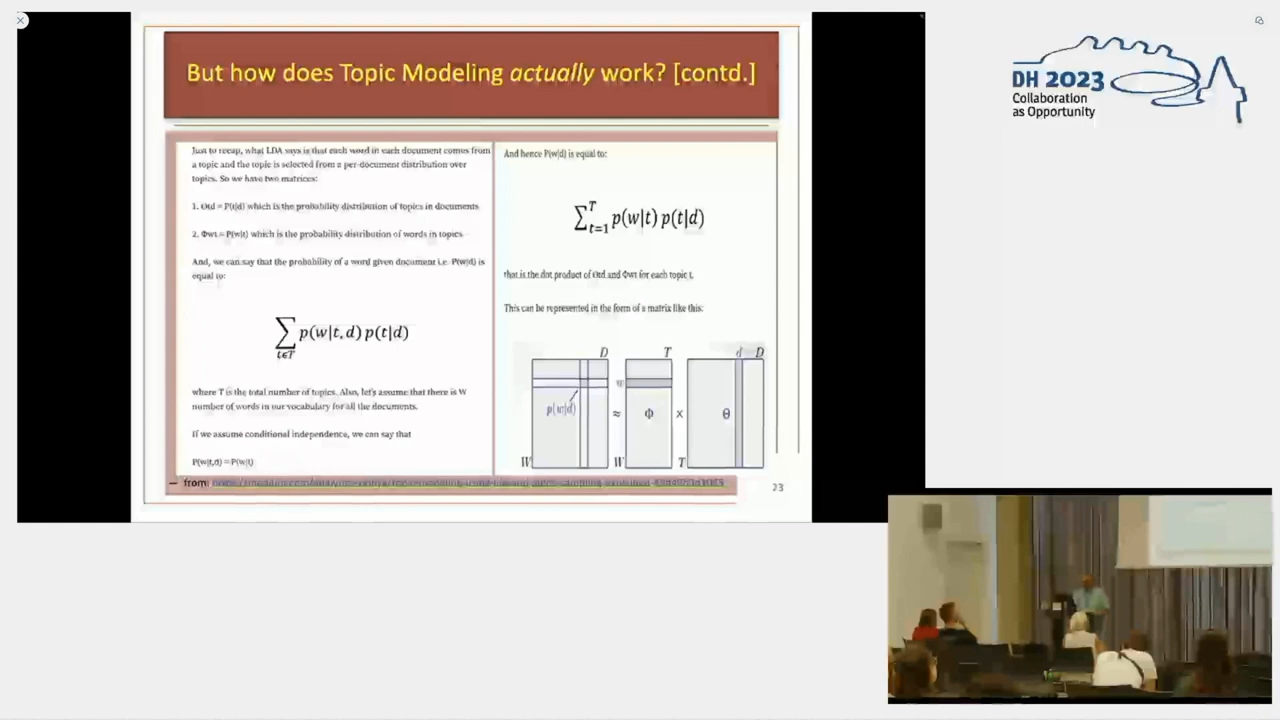 But how does Topic Modeling actually work? [contd.]
Just to recap, what LDA says is that each word in each document comes from
a topic and the topic is selected from a per-document distribution over
topics. So we have two matrices:
1. Θtd = P(t|d) which is the probability distribution of topics in documents
2. Φwt = P(w|t) which is the probability distribution of words in topics
And, we can say that the probability of a word given document i.e. P(w|d) is
equal to:
∑ p(w|t,d) p(t|d)
t∈T
where T is the total number of topics. Also, let's assume that there is W
number of words in our vocabulary for all the documents.
If we assume conditional independence, we can say that
P(w|t,d) = P(w|t)
And hence P(w|d) is equal to:
∑ᵀₜ₌₁ p(w|t) p(t|d)
that is the dot product of Θtd and Φwt for each topic t.
This can be represented in the form of a matrix like this:
D T d D
w
p(w|d) ≈ Φ x Θ
W W T
– from:
23
DH 2023
Collaboration
as Opportunity